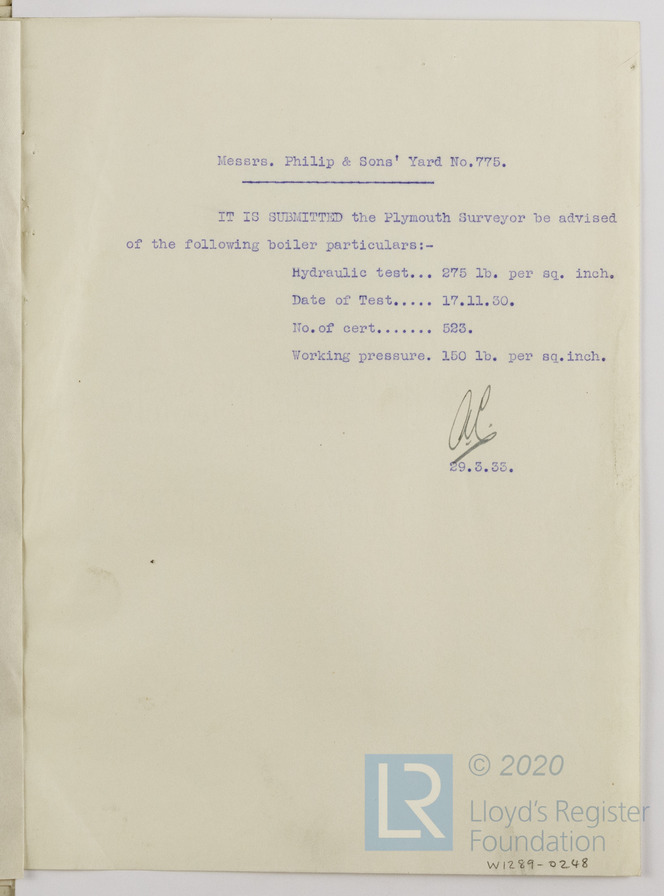 Messrs. Philip & Sons' Yard No.775.
IT IS SUBMITTED the Plymouth Surveyor be advised
of the following boiler particulars:-
Hydraulic test... 275 lb. per sq. inch.
Date of Test..... 17.11.30.
No.of cert....... 523.
Working pressure. 150 lb. per sq.inch.
29.3.33.
LR
© 2020
Lloyd's Register
Foundation
W1289-0248